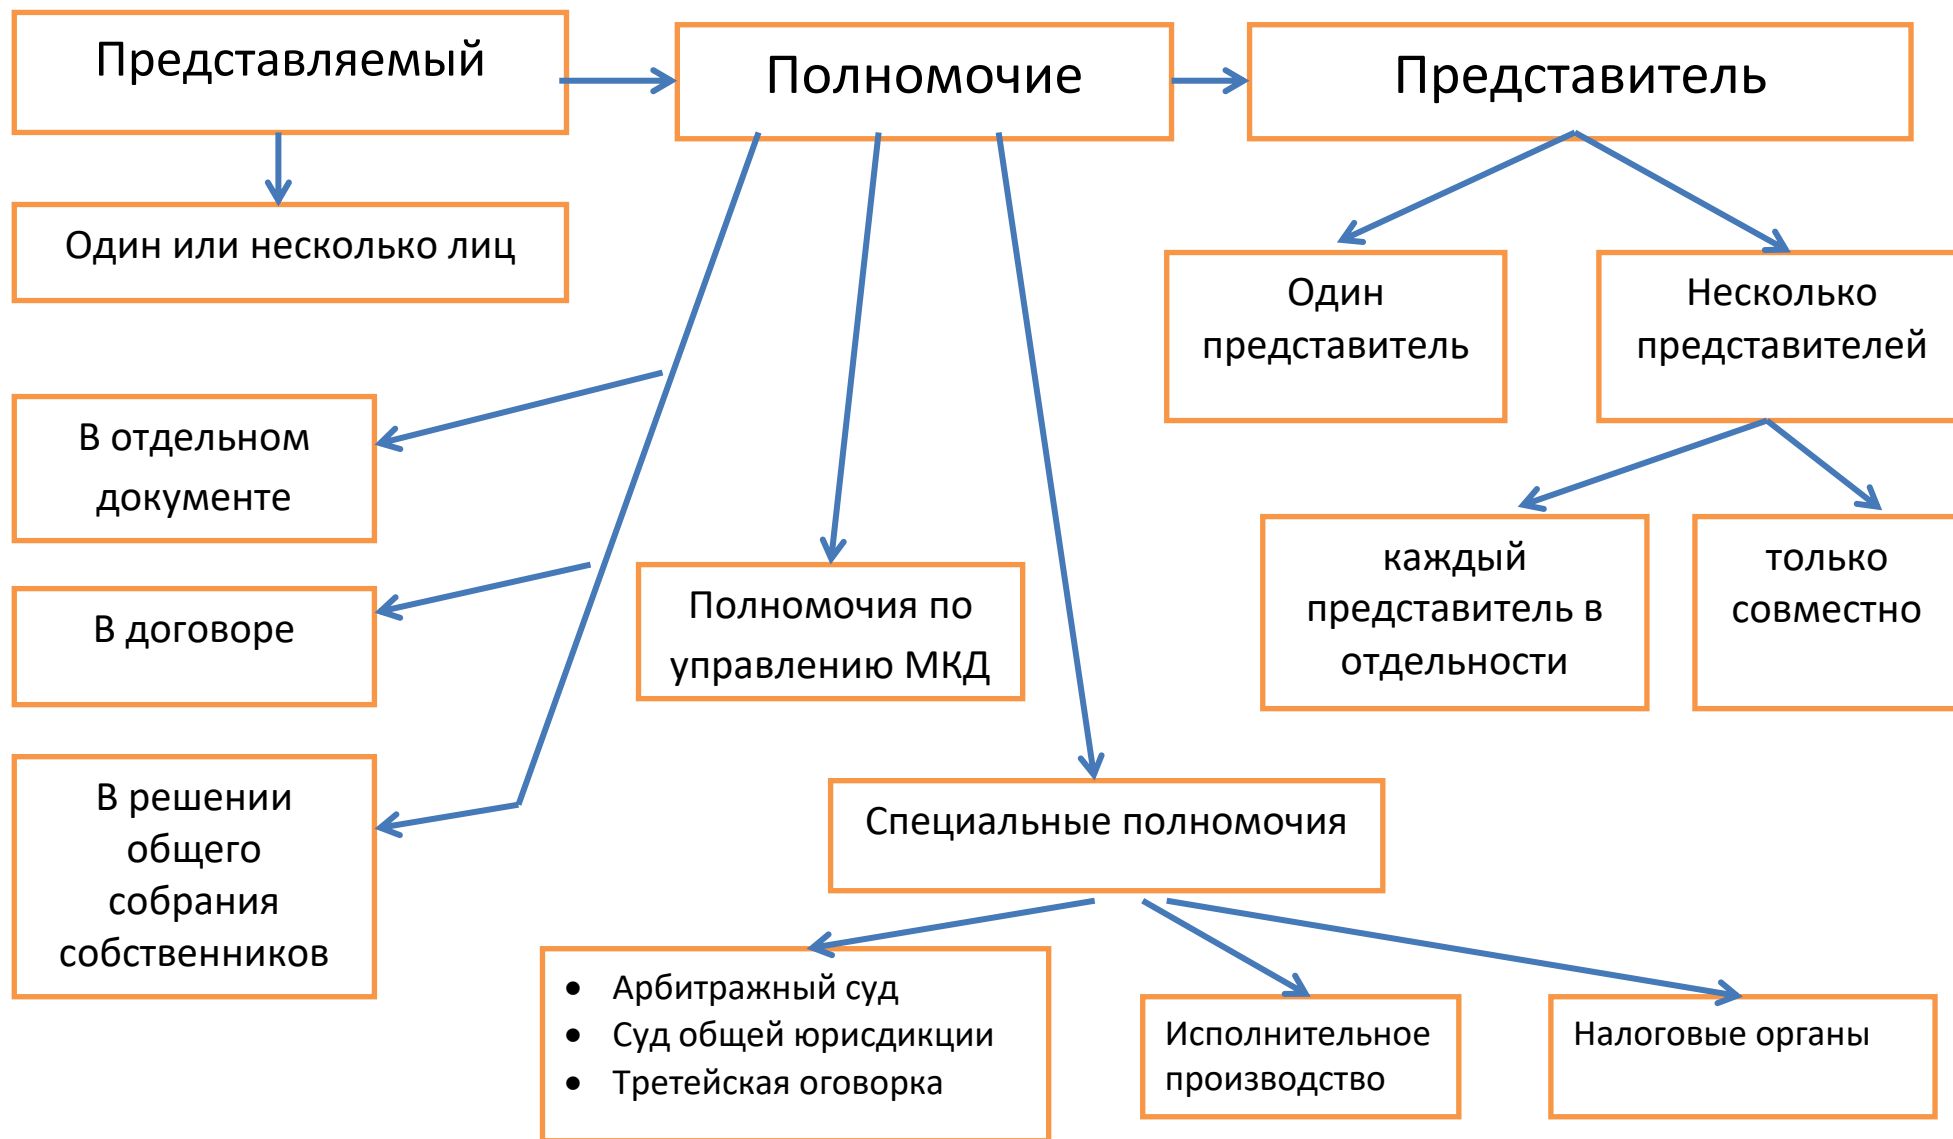 Представляемый
Полномочие
Представитель
Один или несколько лиц
Один
представитель
Несколько
представителей
В отдельном
документе
каждый
представитель в
отдельности
только
совместно
В договоре
Полномочия по
управлению МКД
В решении
общего
собрания
собственников
Специальные полномочия
• Арбитражный суд
• Суд общей юрисдикции
• Третейская оговорка
Исполнительное
производство
Налоговые органы